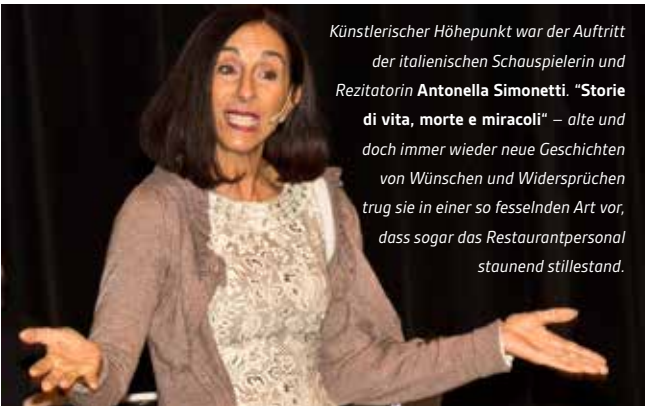 Künstlerischer Höhepunkt war der Auftritt
der italienischen Schauspielerin und
Rezitatorin Antonella Simonetti. "Storie
di vita, morte e miracoli“ – alte und
doch immer wieder neue Geschichten
von Wünschen und Widersprüchen
trug sie in einer so fesselnden Art vor,
dass sogar das Restaurantpersonal
staunend stillestand.